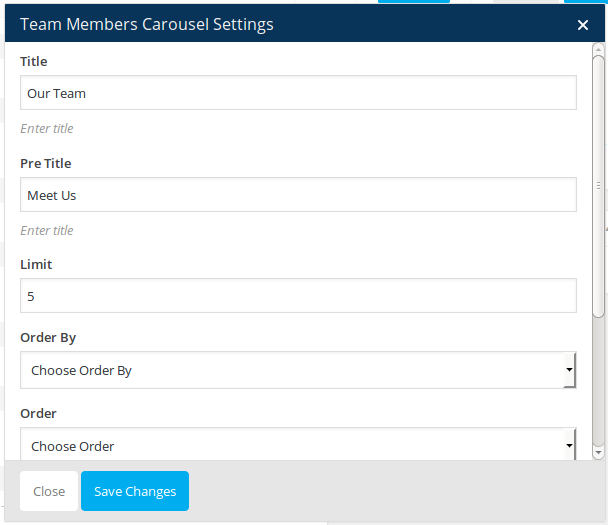 Team Members Carousel Settings
Title
Our Team
Enter title
Pre Title
Meet Us
Enter title
Limit
5
Order By
Choose Order By
Order
Choose Order
Close
Save Changes